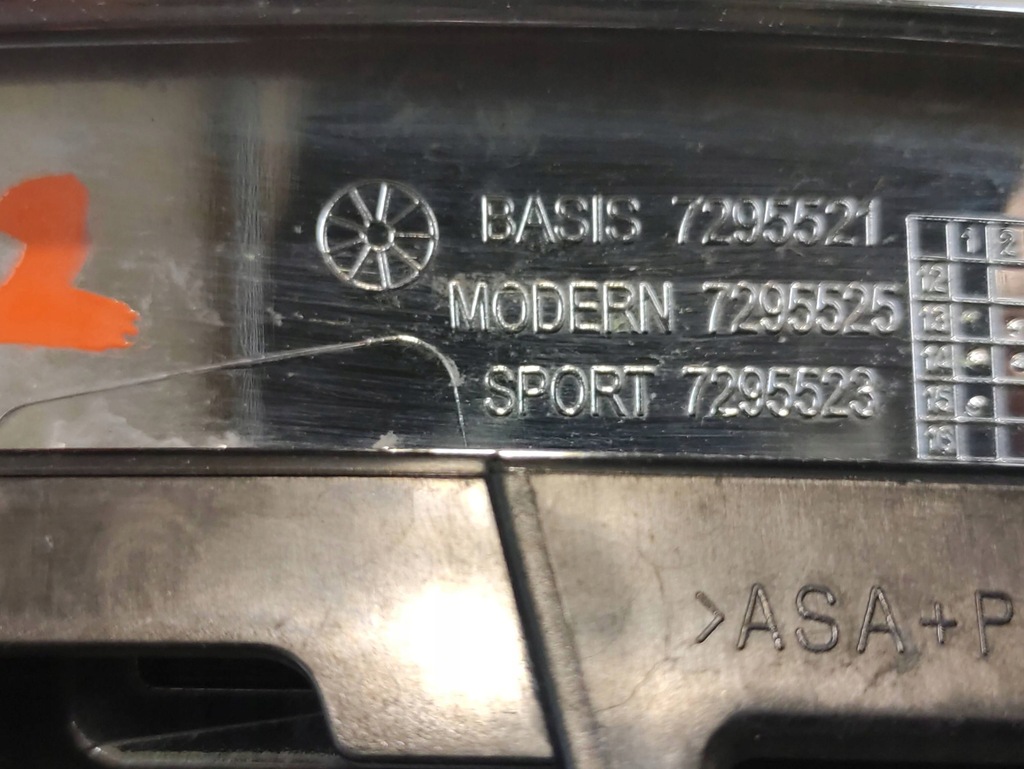 BASIS 7295521
MODERN 7295525
SPORT 7295523
1 2
12
13
14
15
16
>ASA+P